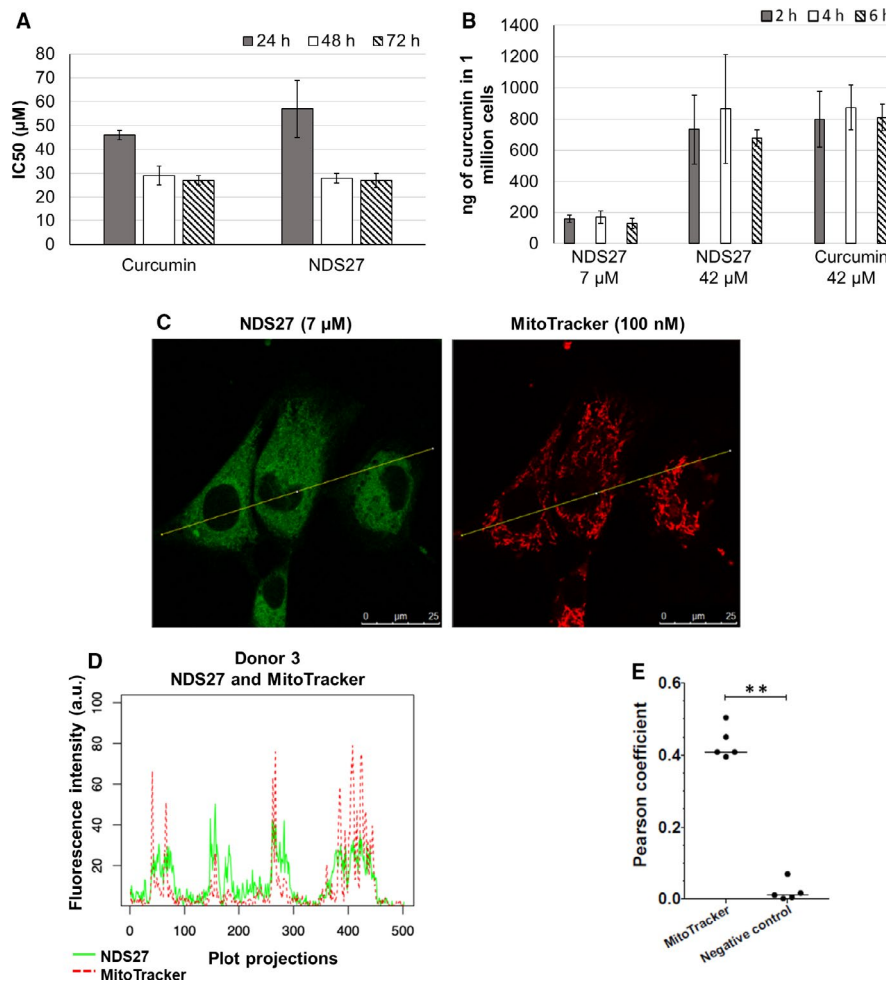 A
24 h 48 h 72 h
IC50 (µM)
80
70
60
50
40
30
20
10
0
Curcumin NDS27
B
2 h 4 h 6 h
ng of curcumin in 1
million cells
1400
1200
1000
800
600
400
200
0
NDS27 NDS27 Curcumin
7 µM 42 µM 42 µM
C
NDS27 (7 µM) MitoTracker (100 nM)
0 µm 25
0 µm 25
D
Donor 3
NDS27 and MitoTracker
Fluorescence intensity (a.u.)
100
80
60
40
20
0 100 200 300 400 500
Plot projections
NDS27
MitoTracker
E
**
Pearson coefficient
0.6
0.4
0.2
0.0
MitoTracker
Negative control